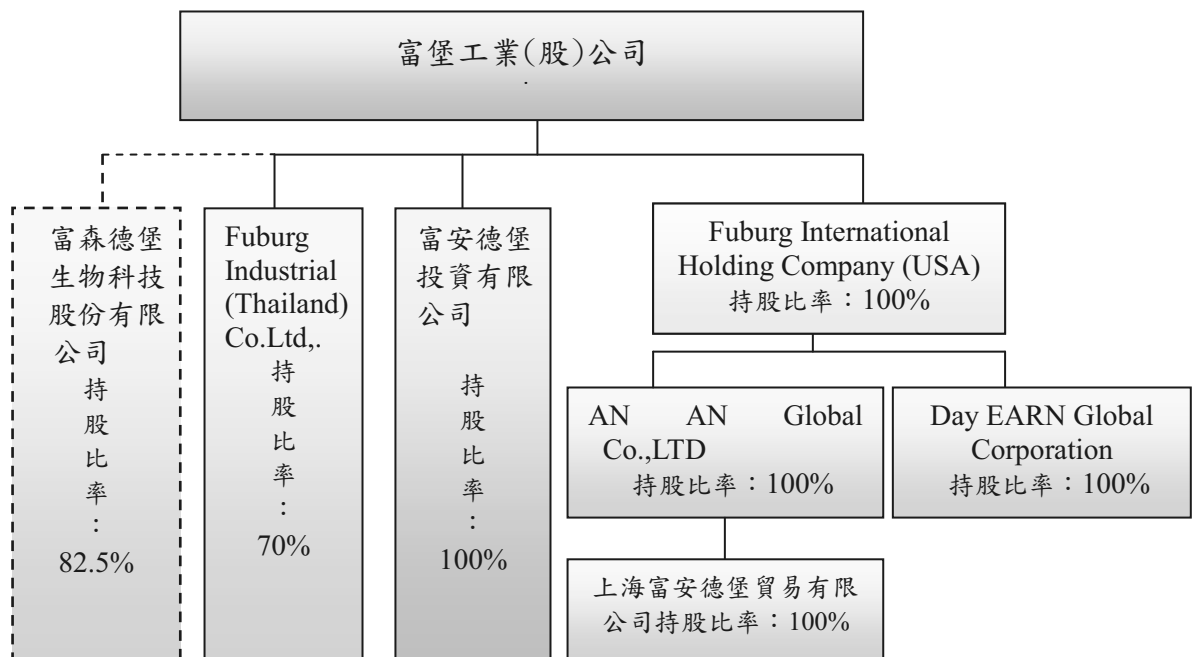 富堡工業(股)公司
.
富森德堡
生物科技
股份有限
公司
持
股
比
率
：
82.5%
Fuburg
Industrial
(Thailand)
Co.Ltd,.
持
股
比
率
：
70%
富安德堡
投資有限
公司
持
股
比
率
：
100%
Fuburg International
Holding Company (USA)
持股比率：100%
AN AN Global
Co.,LTD
持股比率：100%
Day EARN Global
Corporation
持股比率：100%
上海富安德堡貿易有限
公司持股比率：100%